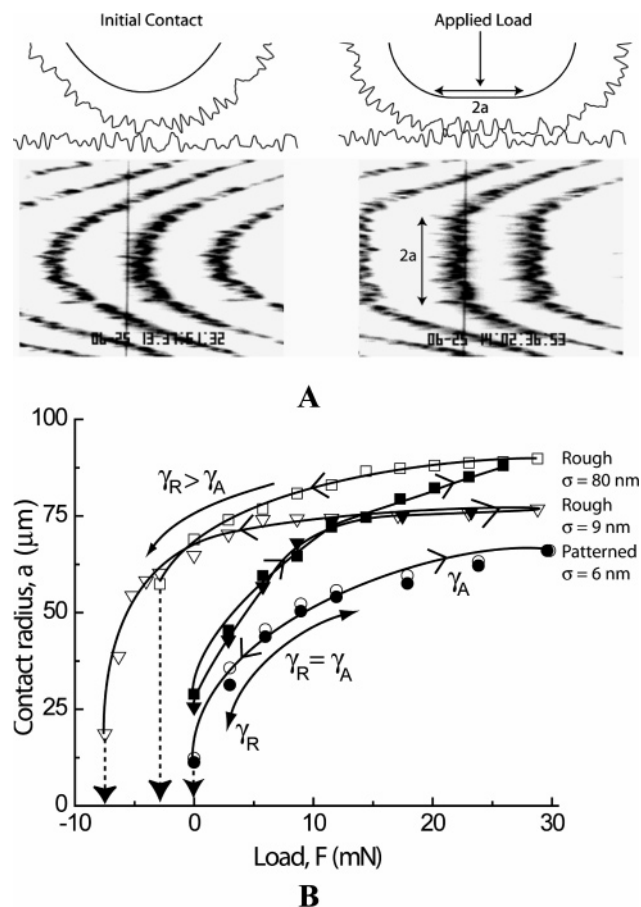 Initial Contact
Applied Load
2a
2a
06-25 13.37.51.32
06-25 14.02.36.53
A
100
75
50
25
0
Contact radius, a (μm)
γR > γA
γA
γR = γA
γR
Rough
σ = 80 nm
Rough
σ = 9 nm
Patterned
σ = 6 nm
-10
0
10
20
30
Load, F (mN)
B